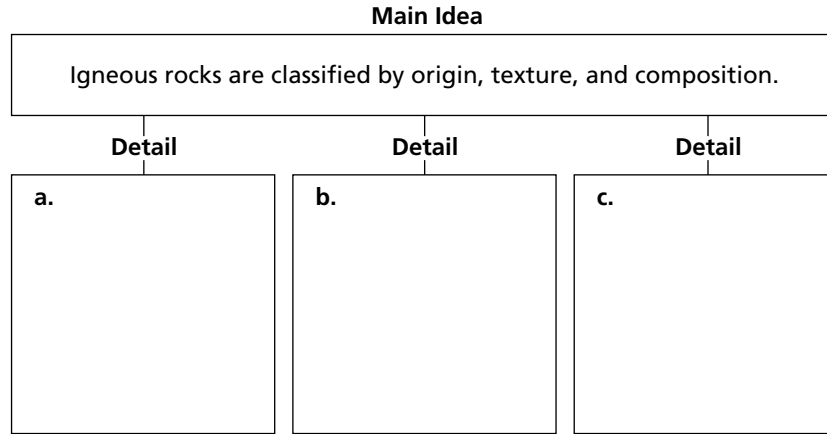 Main Idea
Igneous rocks are classified by origin, texture, and composition.
Detail Detail Detail
a. b. c.